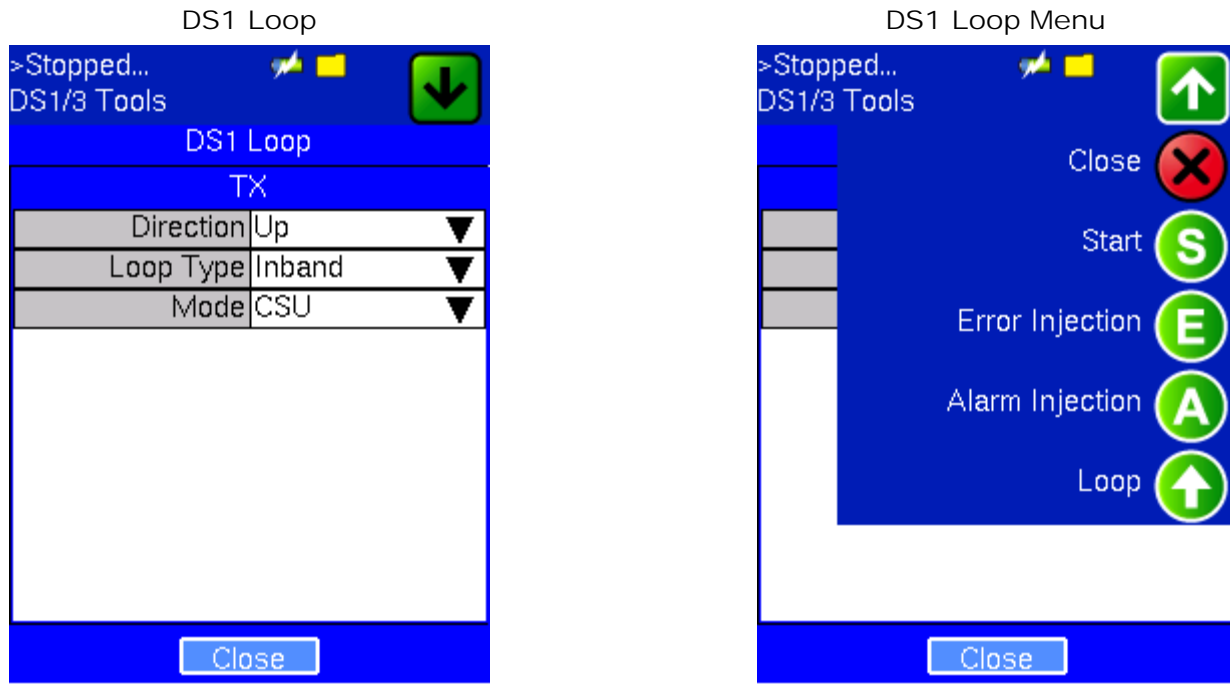 DS1 Loop
>Stopped...
DS1/3 Tools
DS1 Loop
TX
Direction Up
Loop Type Inband
Mode CSU
Close
DS1 Loop Menu
>Stopped...
DS1/3 Tools
Close
Start S
Error Injection E
Alarm Injection A
Loop
Close